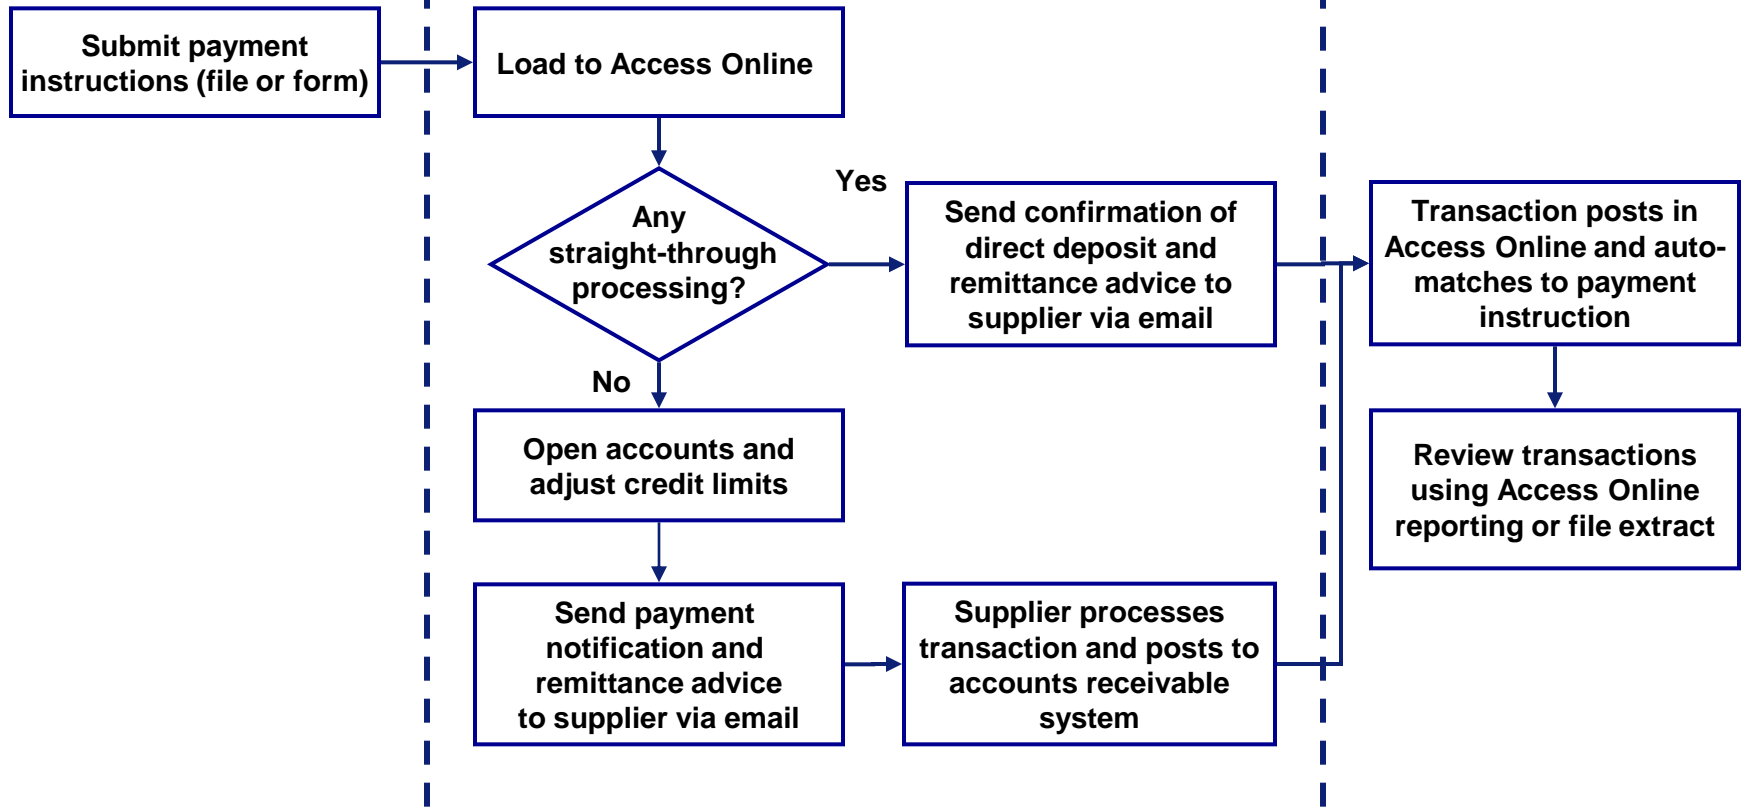 Submit payment
instructions (file or form)
Load to Access Online
Any
straight-through
processing?
Yes
Send confirmation of
direct deposit and
remittance advice to
supplier via email
Transaction posts in
Access Online and auto-
matches to payment
instruction
No
Open accounts and
adjust credit limits
Review transactions
using Access Online
reporting or file extract
Send payment
notification and
remittance advice
to supplier via email
Supplier processes
transaction and posts to
accounts receivable
system